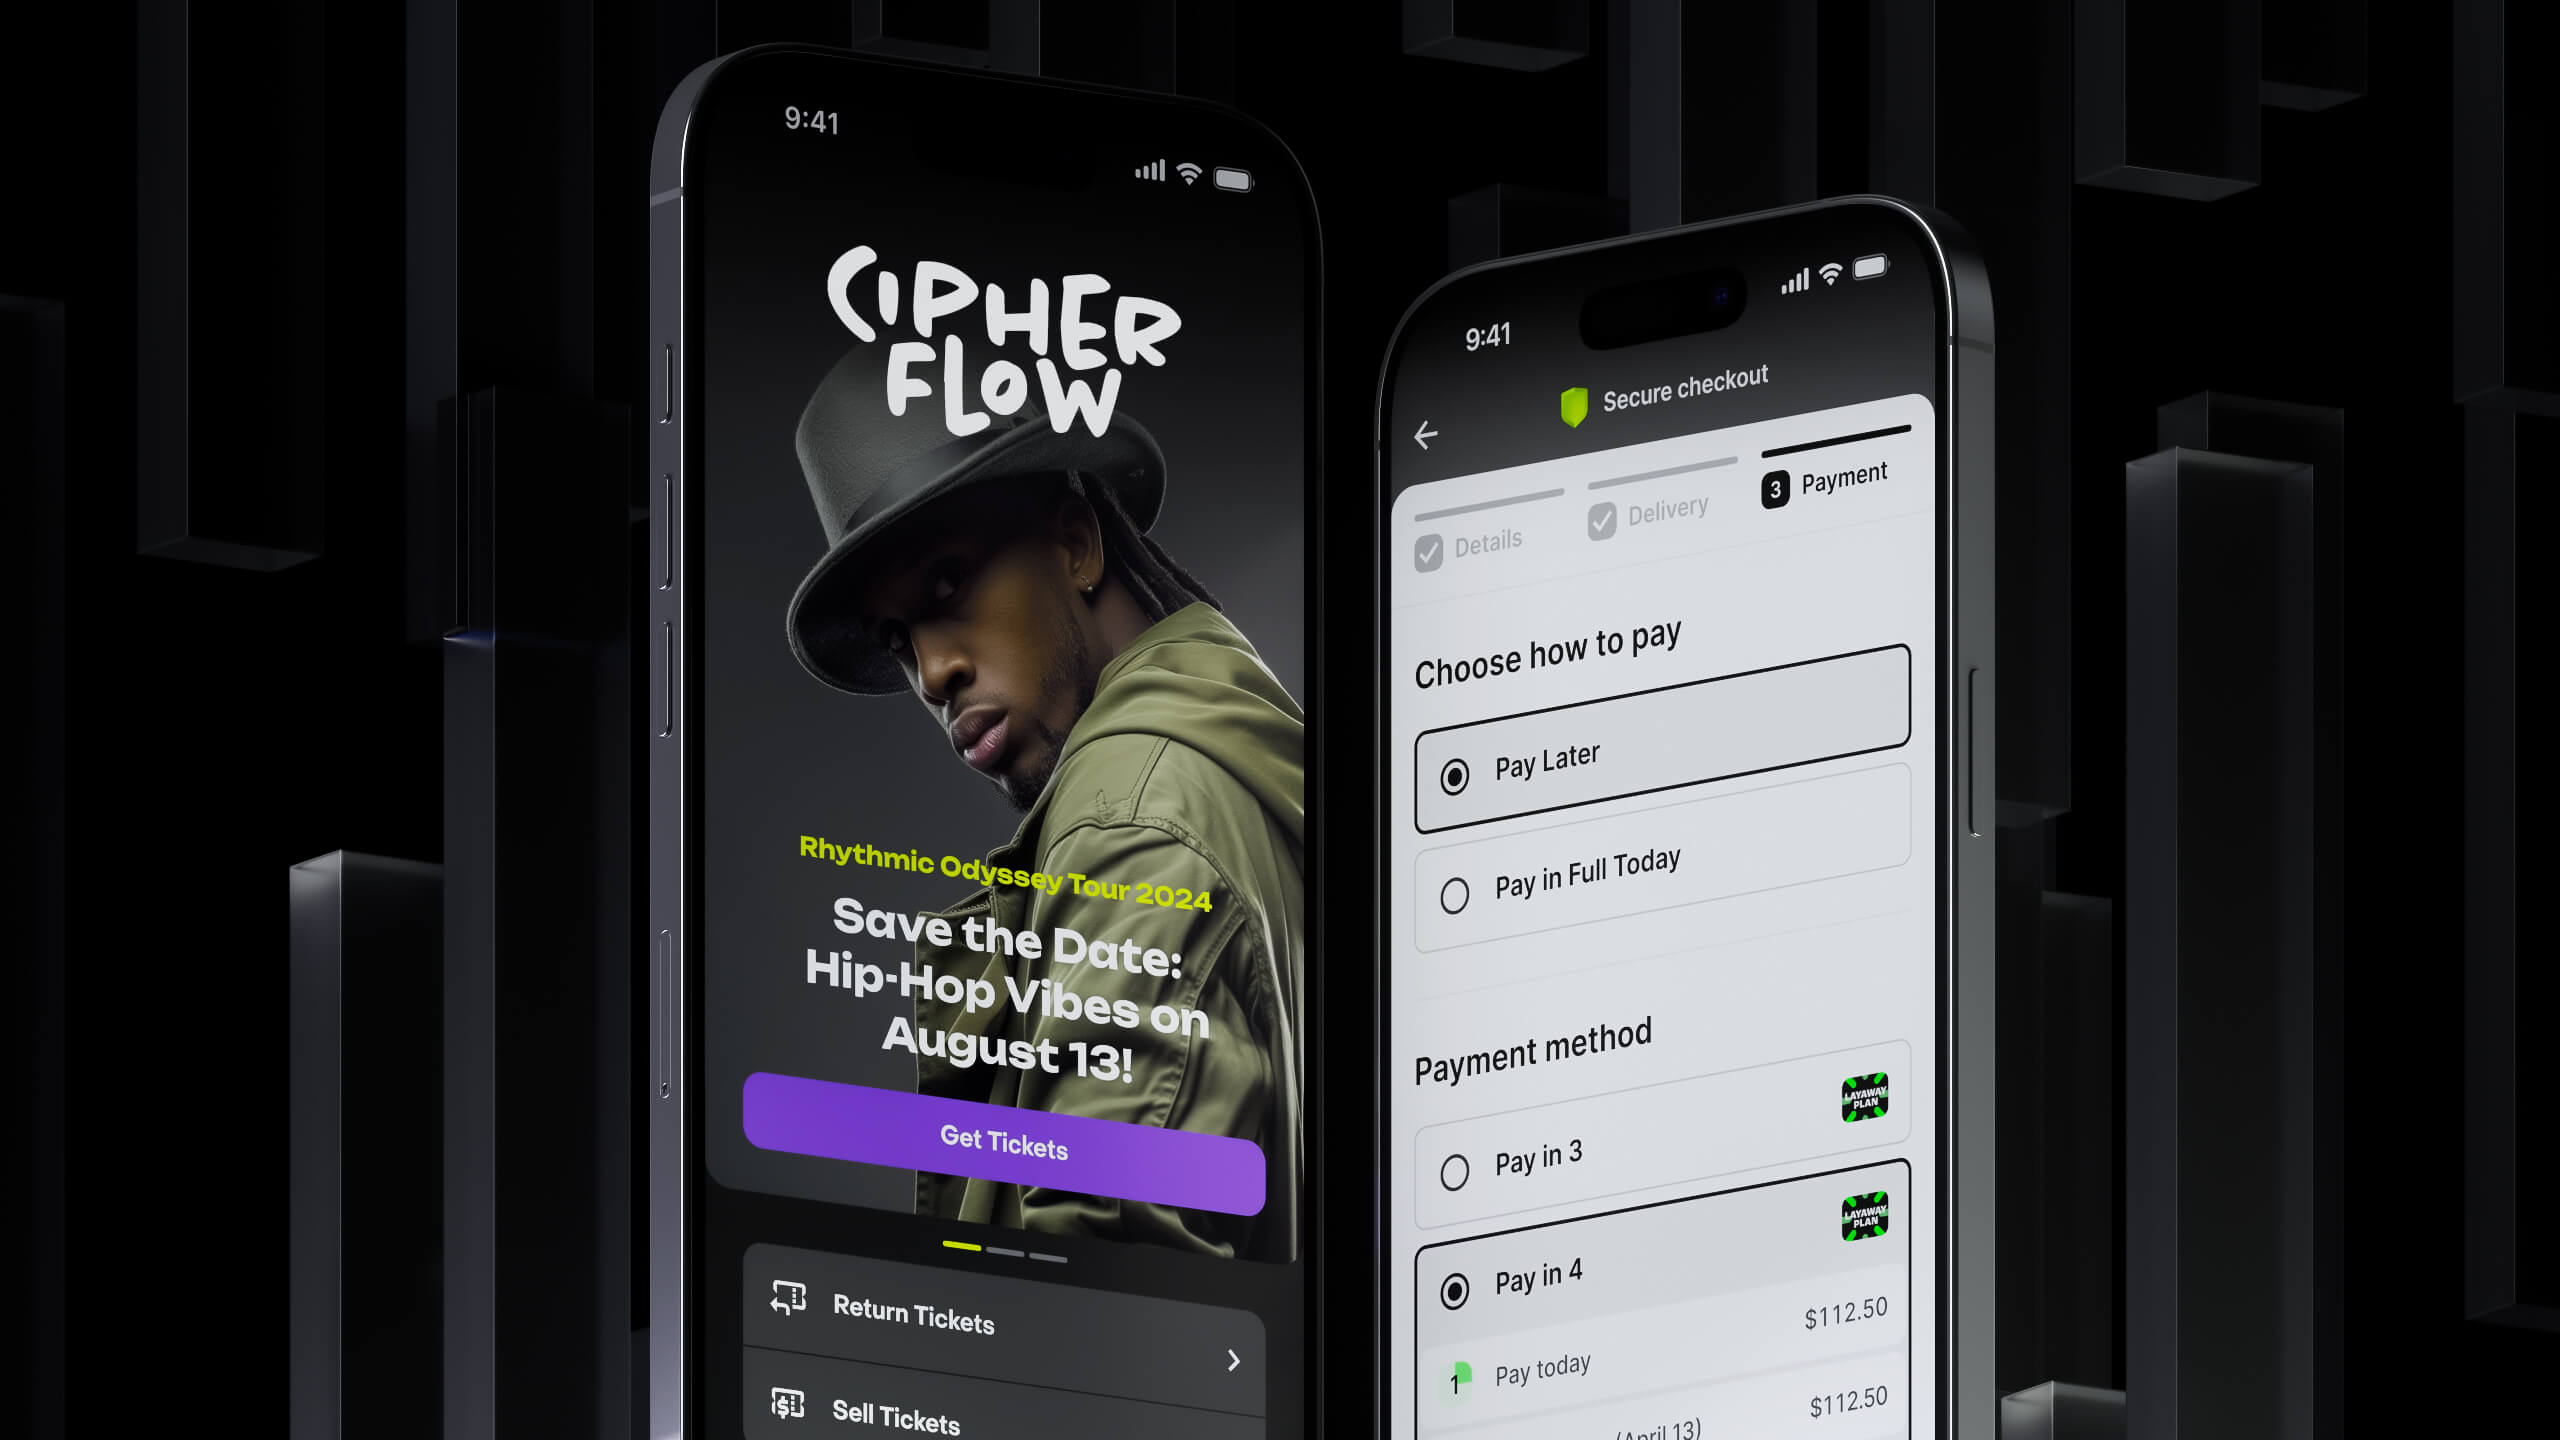 9:41
CIPHER
FLOW
Rhythmic Odyssey Tour 2024
Save the Date:
Hip-Hop Vibes on
August 13!
Get Tickets
Return Tickets
Sell Tickets
9:41
Secure checkout
Details
Delivery
3 Payment
Choose how to pay
Pay Later
Pay in Full Today
Payment method
LAYAWAY
PLAN
Pay in 3
LAYAWAY
PLAN
Pay in 4
$112.50
1 Pay today
$112.50
(April 13)